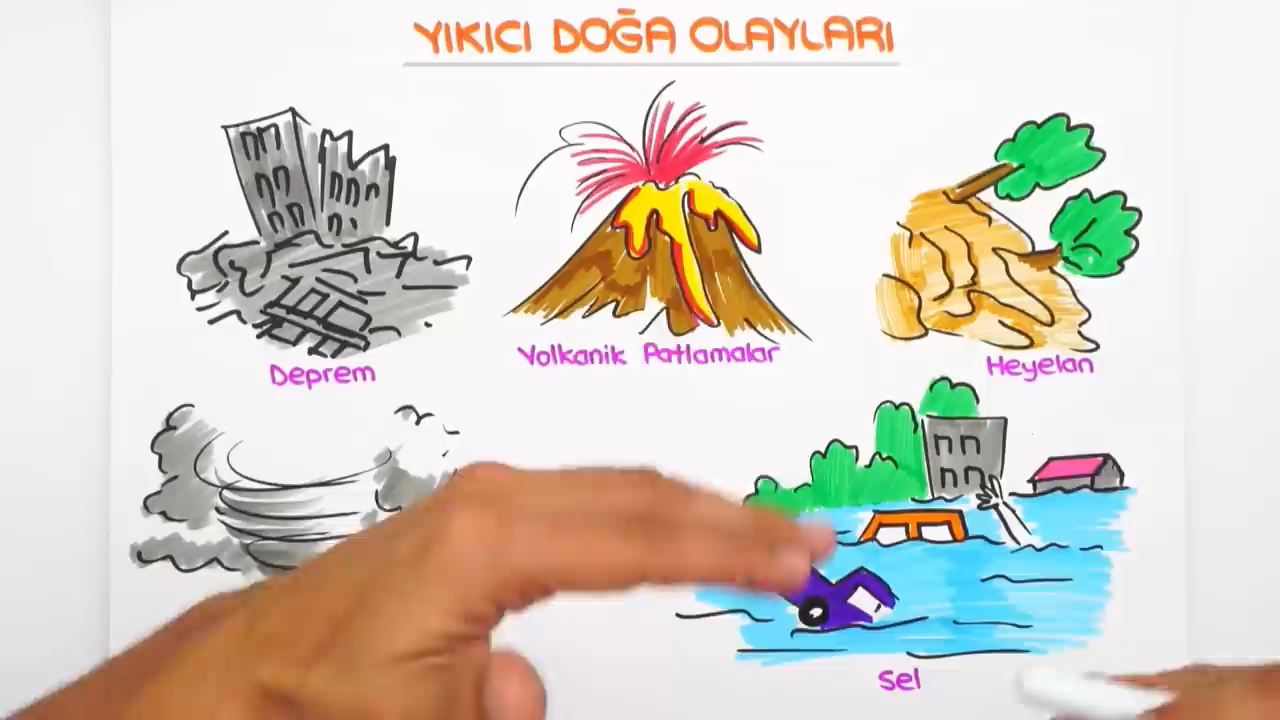 YIKICI DOĞA OLAYLARI
Deprem
Volkanik Patlamalar
Heyelan
Sel